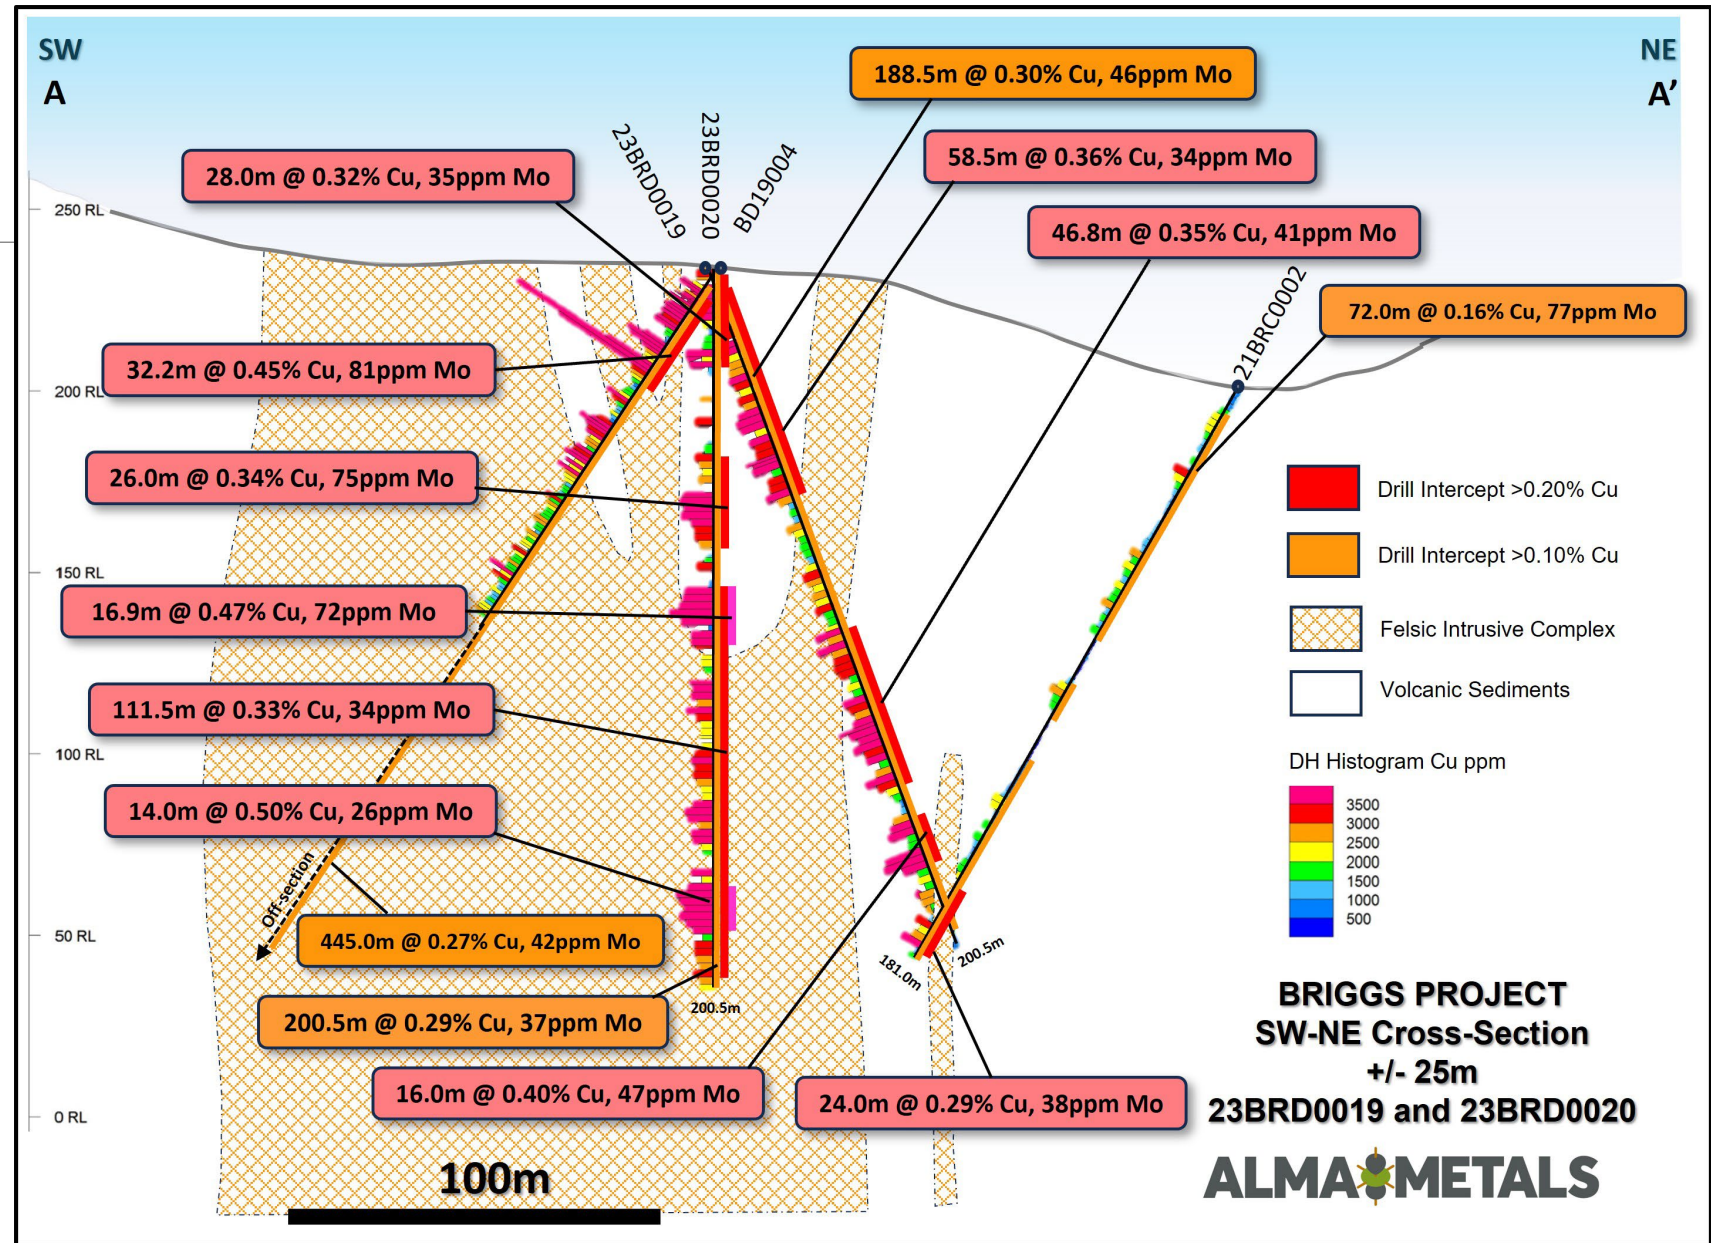 SW
A
NE
A'
188.5m @ 0.30% Cu, 46ppm Mo
58.5m @ 0.36% Cu, 34ppm Mo
28.0m @ 0.32% Cu, 35ppm Mo
46.8m @ 0.35% Cu, 41ppm Mo
72.0m @ 0.16% Cu, 77ppm Mo
23BRD0019
23BRD0020
BD19004
21BRC0002
250 RL
200 RL
150 RL
100 RL
50 RL
0 RL
32.2m @ 0.45% Cu, 81ppm Mo
26.0m @ 0.34% Cu, 75ppm Mo
16.9m @ 0.47% Cu, 72ppm Mo
111.5m @ 0.33% Cu, 34ppm Mo
14.0m @ 0.50% Cu, 26ppm Mo
Off-section
445.0m @ 0.27% Cu, 42ppm Mo
200.5m @ 0.29% Cu, 37ppm Mo
16.0m @ 0.40% Cu, 47ppm Mo
24.0m @ 0.29% Cu, 38ppm Mo
200.5m
181.0m
200.5m
100m
Drill Intercept >0.20% Cu
Drill Intercept >0.10% Cu
Felsic Intrusive Complex
Volcanic Sediments
DH Histogram Cu ppm
3500
3000
2500
2000
1500
1000
500
BRIGGS PROJECT
SW-NE Cross-Section
+/- 25m
23BRD0019 and 23BRD0020
ALMA METALS